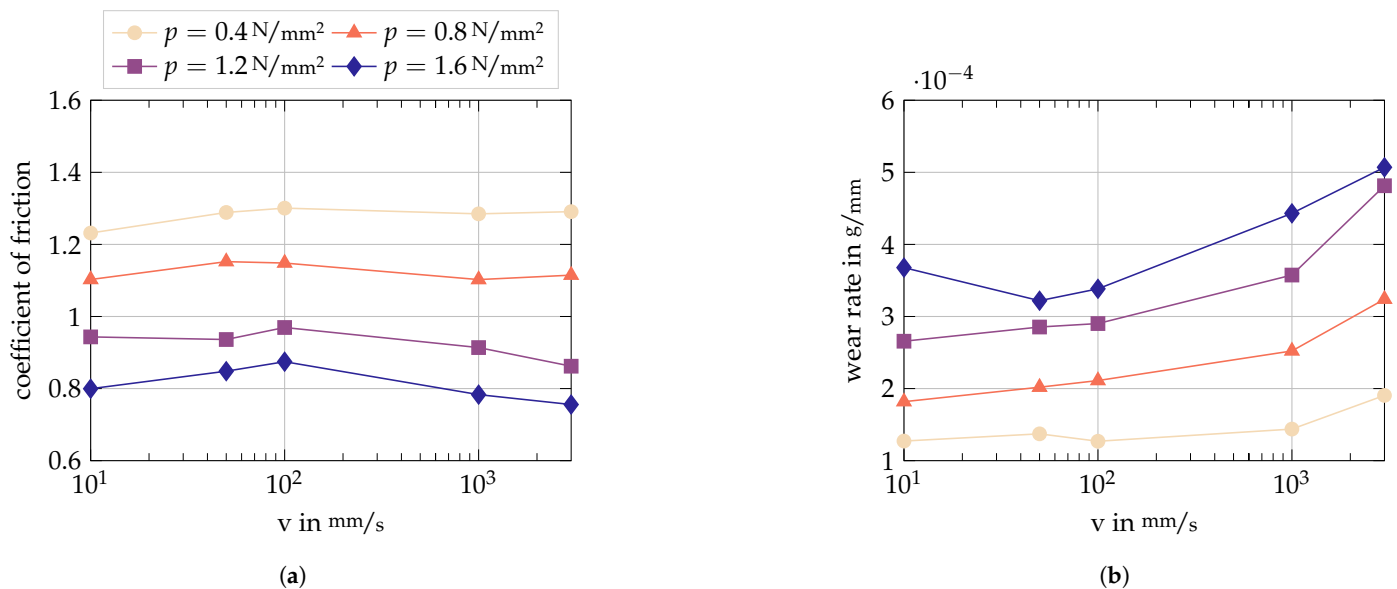 p = 0.4 N/mm² p = 0.8 N/mm²
p = 1.2 N/mm² p = 1.6 N/mm²
1.6
1.4
1.2
1
0.8
0.6
10¹ 10² 10³
coefficient of friction
v in mm/s
(a)
·10⁻⁴
6
5
4
3
2
1
10¹ 10² 10³
wear rate in g/mm
v in mm/s
(b)